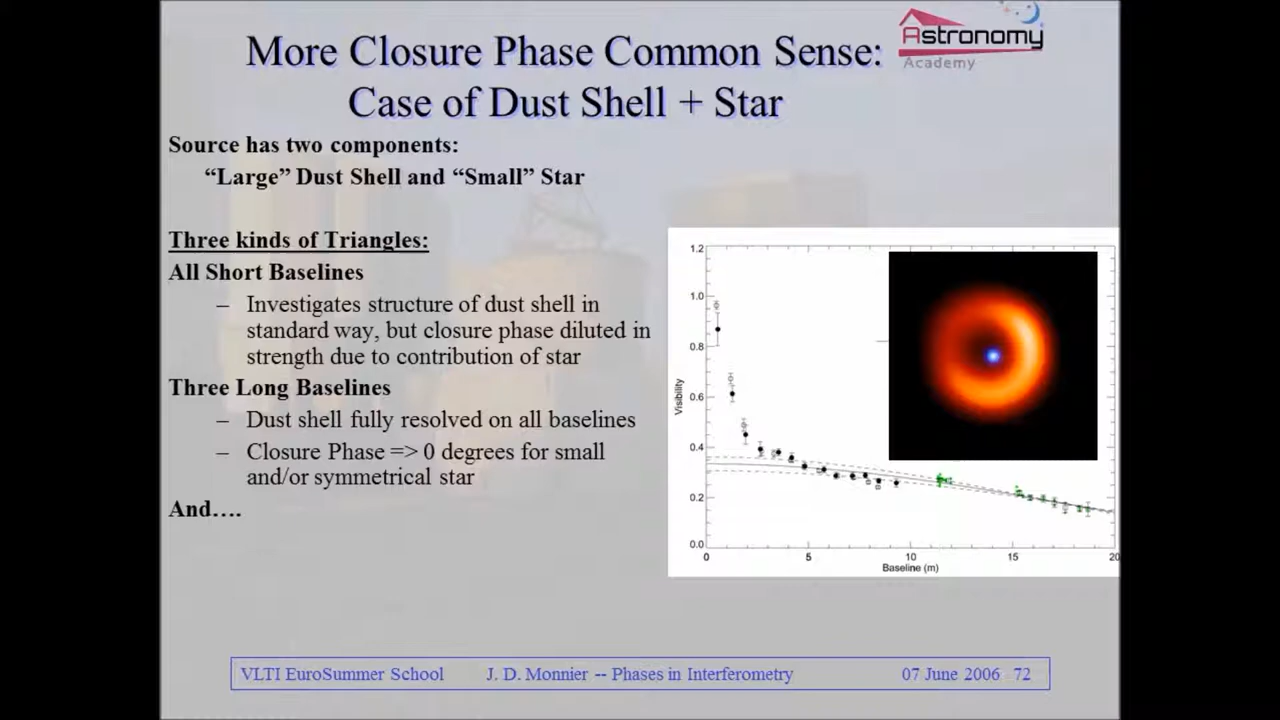 Astronomy
Academy
More Closure Phase Common Sense:
Case of Dust Shell + Star
Source has two components:
“Large” Dust Shell and “Small” Star
Three kinds of Triangles:
All Short Baselines
– Investigates structure of dust shell in
standard way, but closure phase diluted in
strength due to contribution of star
Three Long Baselines
– Dust shell fully resolved on all baselines
– Closure Phase => 0 degrees for small
and/or symmetrical star
And….
1.2
1.0
0.8
0.6
0.4
0.2
0.0
Visibility
0 5 10 15 20
Baseline (m)
VLTI EuroSummer School J. D. Monnier -- Phases in Interferometry 07 June 2006 72